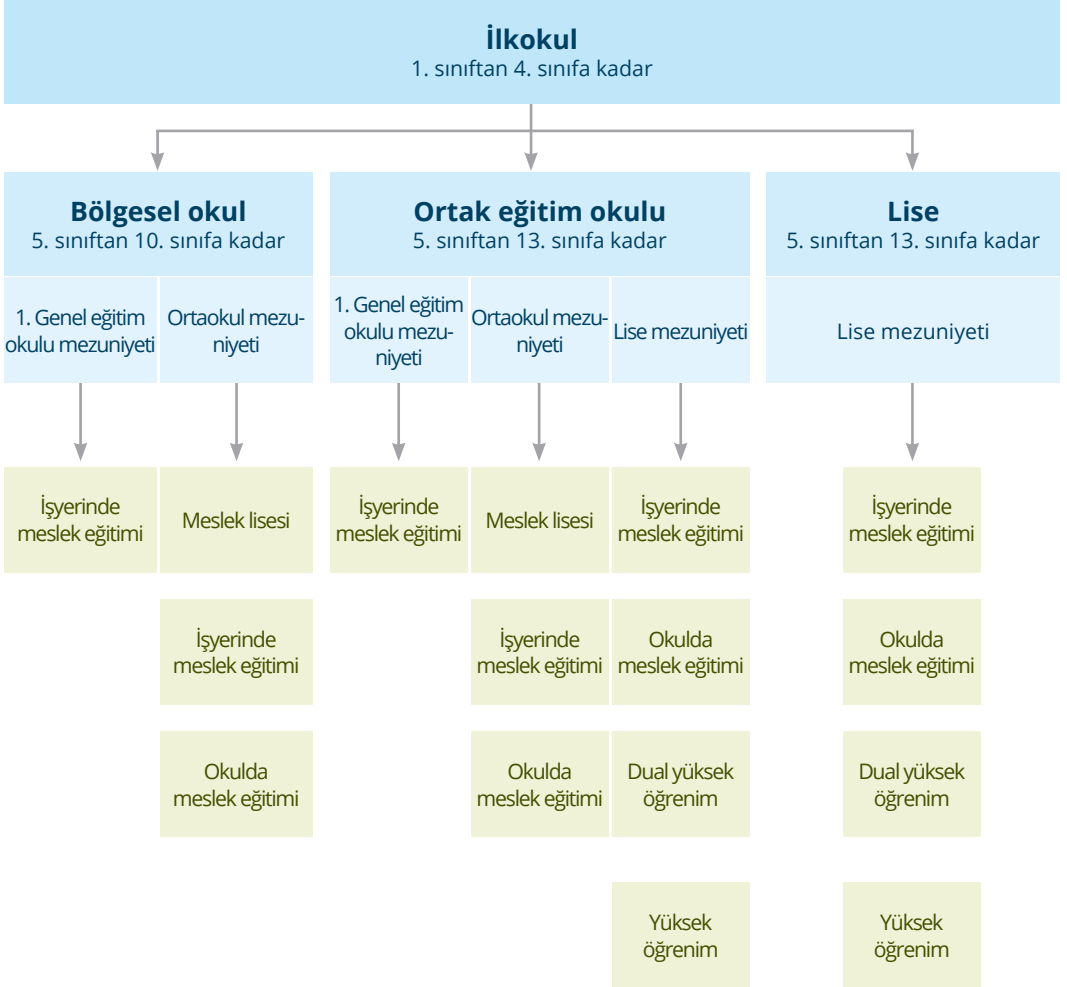 İlkokul
1. sınıftan 4. sınıfa kadar
Bölgesel okul
5. sınıftan 10. sınıfa kadar
Ortak eğitim okulu
5. sınıftan 13. sınıfa kadar
Lise
5. sınıftan 13. sınıfa kadar
1. Genel eğitim
okulu mezuniyeti
Ortaokul mezu-
niyeti
1. Genel eğitim
okulu mezu-
niyeti
Ortaokul mezu-
niyeti
Lise mezuniyeti
Lise mezuniyeti
İşyerinde
meslek eğitimi
Meslek lisesi
İşyerinde
meslek eğitimi
Meslek lisesi
İşyerinde
meslek eğitimi
İşyerinde
meslek eğitimi
İşyerinde
meslek eğitimi
İşyerinde
meslek eğitimi
Okulda
meslek eğitimi
Okulda
meslek eğitimi
Okulda
meslek eğitimi
Okulda
meslek eğitimi
Dual yüksek
öğrenim
Dual yüksek
öğrenim
Yüksek
öğrenim
Yüksek
öğrenim